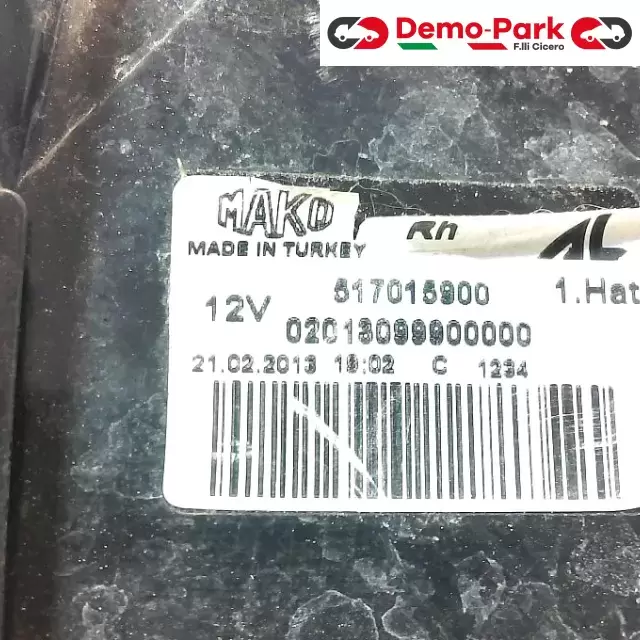 Demo-Park
F.lli Cicero
MAKO
Rh AL
MADE IN TURKEY
12V 517015900 1.Hat
02013099900000
21.02.2013 19:02 C 1234